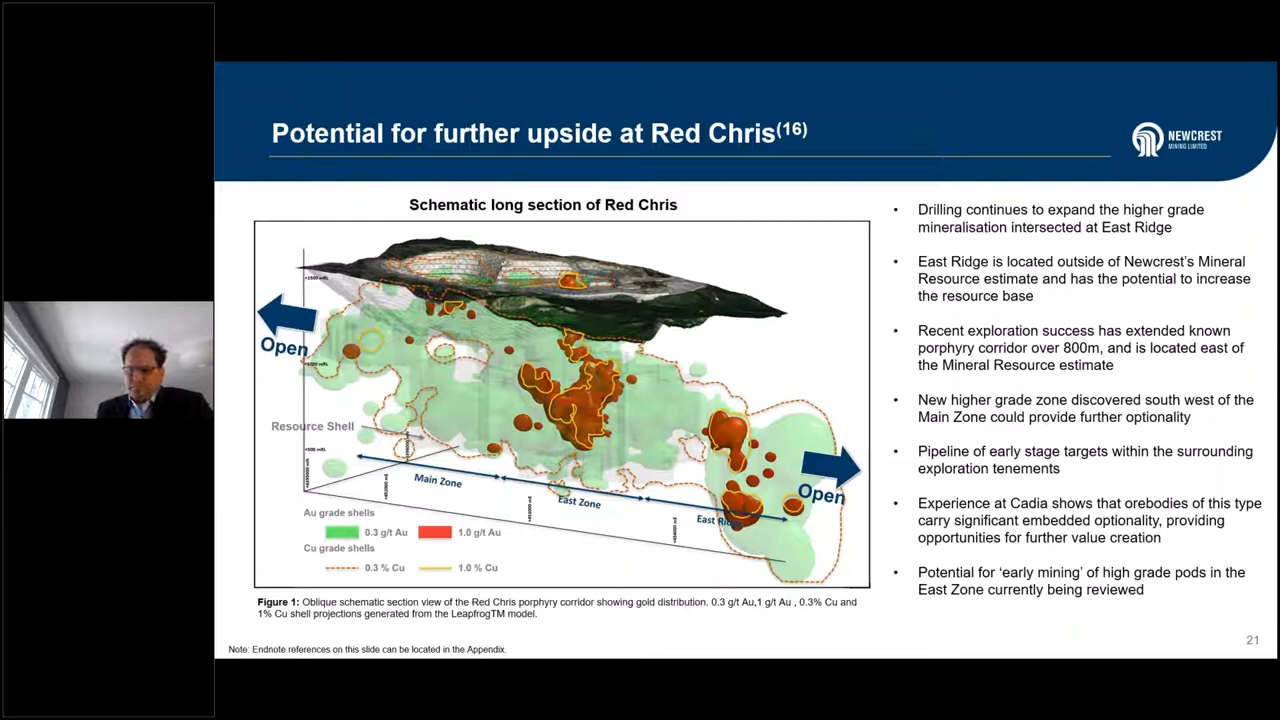 Potential for further upside at Red Chris(16)
NEWCREST
MINING LIMITED
Schematic long section of Red Chris
Open
Resource Shell
Main Zone
East Zone
Open
Au grade shells
0.3 g/t Au
1.0 g/t Au
Cu grade shells
0.3 % Cu
1.0 % Cu
Figure 1: Oblique schematic section view of the Red Chris porphyry corridor showing gold distribution. 0.3 g/t Au,1 g/t Au , 0.3% Cu and
1% Cu shell projections generated from the LeapfrogTM model.
• Drilling continues to expand the higher grade
mineralisation intersected at East Ridge
• East Ridge is located outside of Newcrest's Mineral
Resource estimate and has the potential to increase
the resource base
• Recent exploration success has extended known
porphyry corridor over 800m, and is located east of
the Mineral Resource estimate
• New higher grade zone discovered south west of the
Main Zone could provide further optionality
• Pipeline of early stage targets within the surrounding
exploration tenements
• Experience at Cadia shows that orebodies of this type
carry significant embedded optionality, providing
opportunities for further value creation
• Potential for 'early mining' of high grade pods in the
East Zone currently being reviewed
21
Note: Endnote references on this slide can be located in the Appendix.